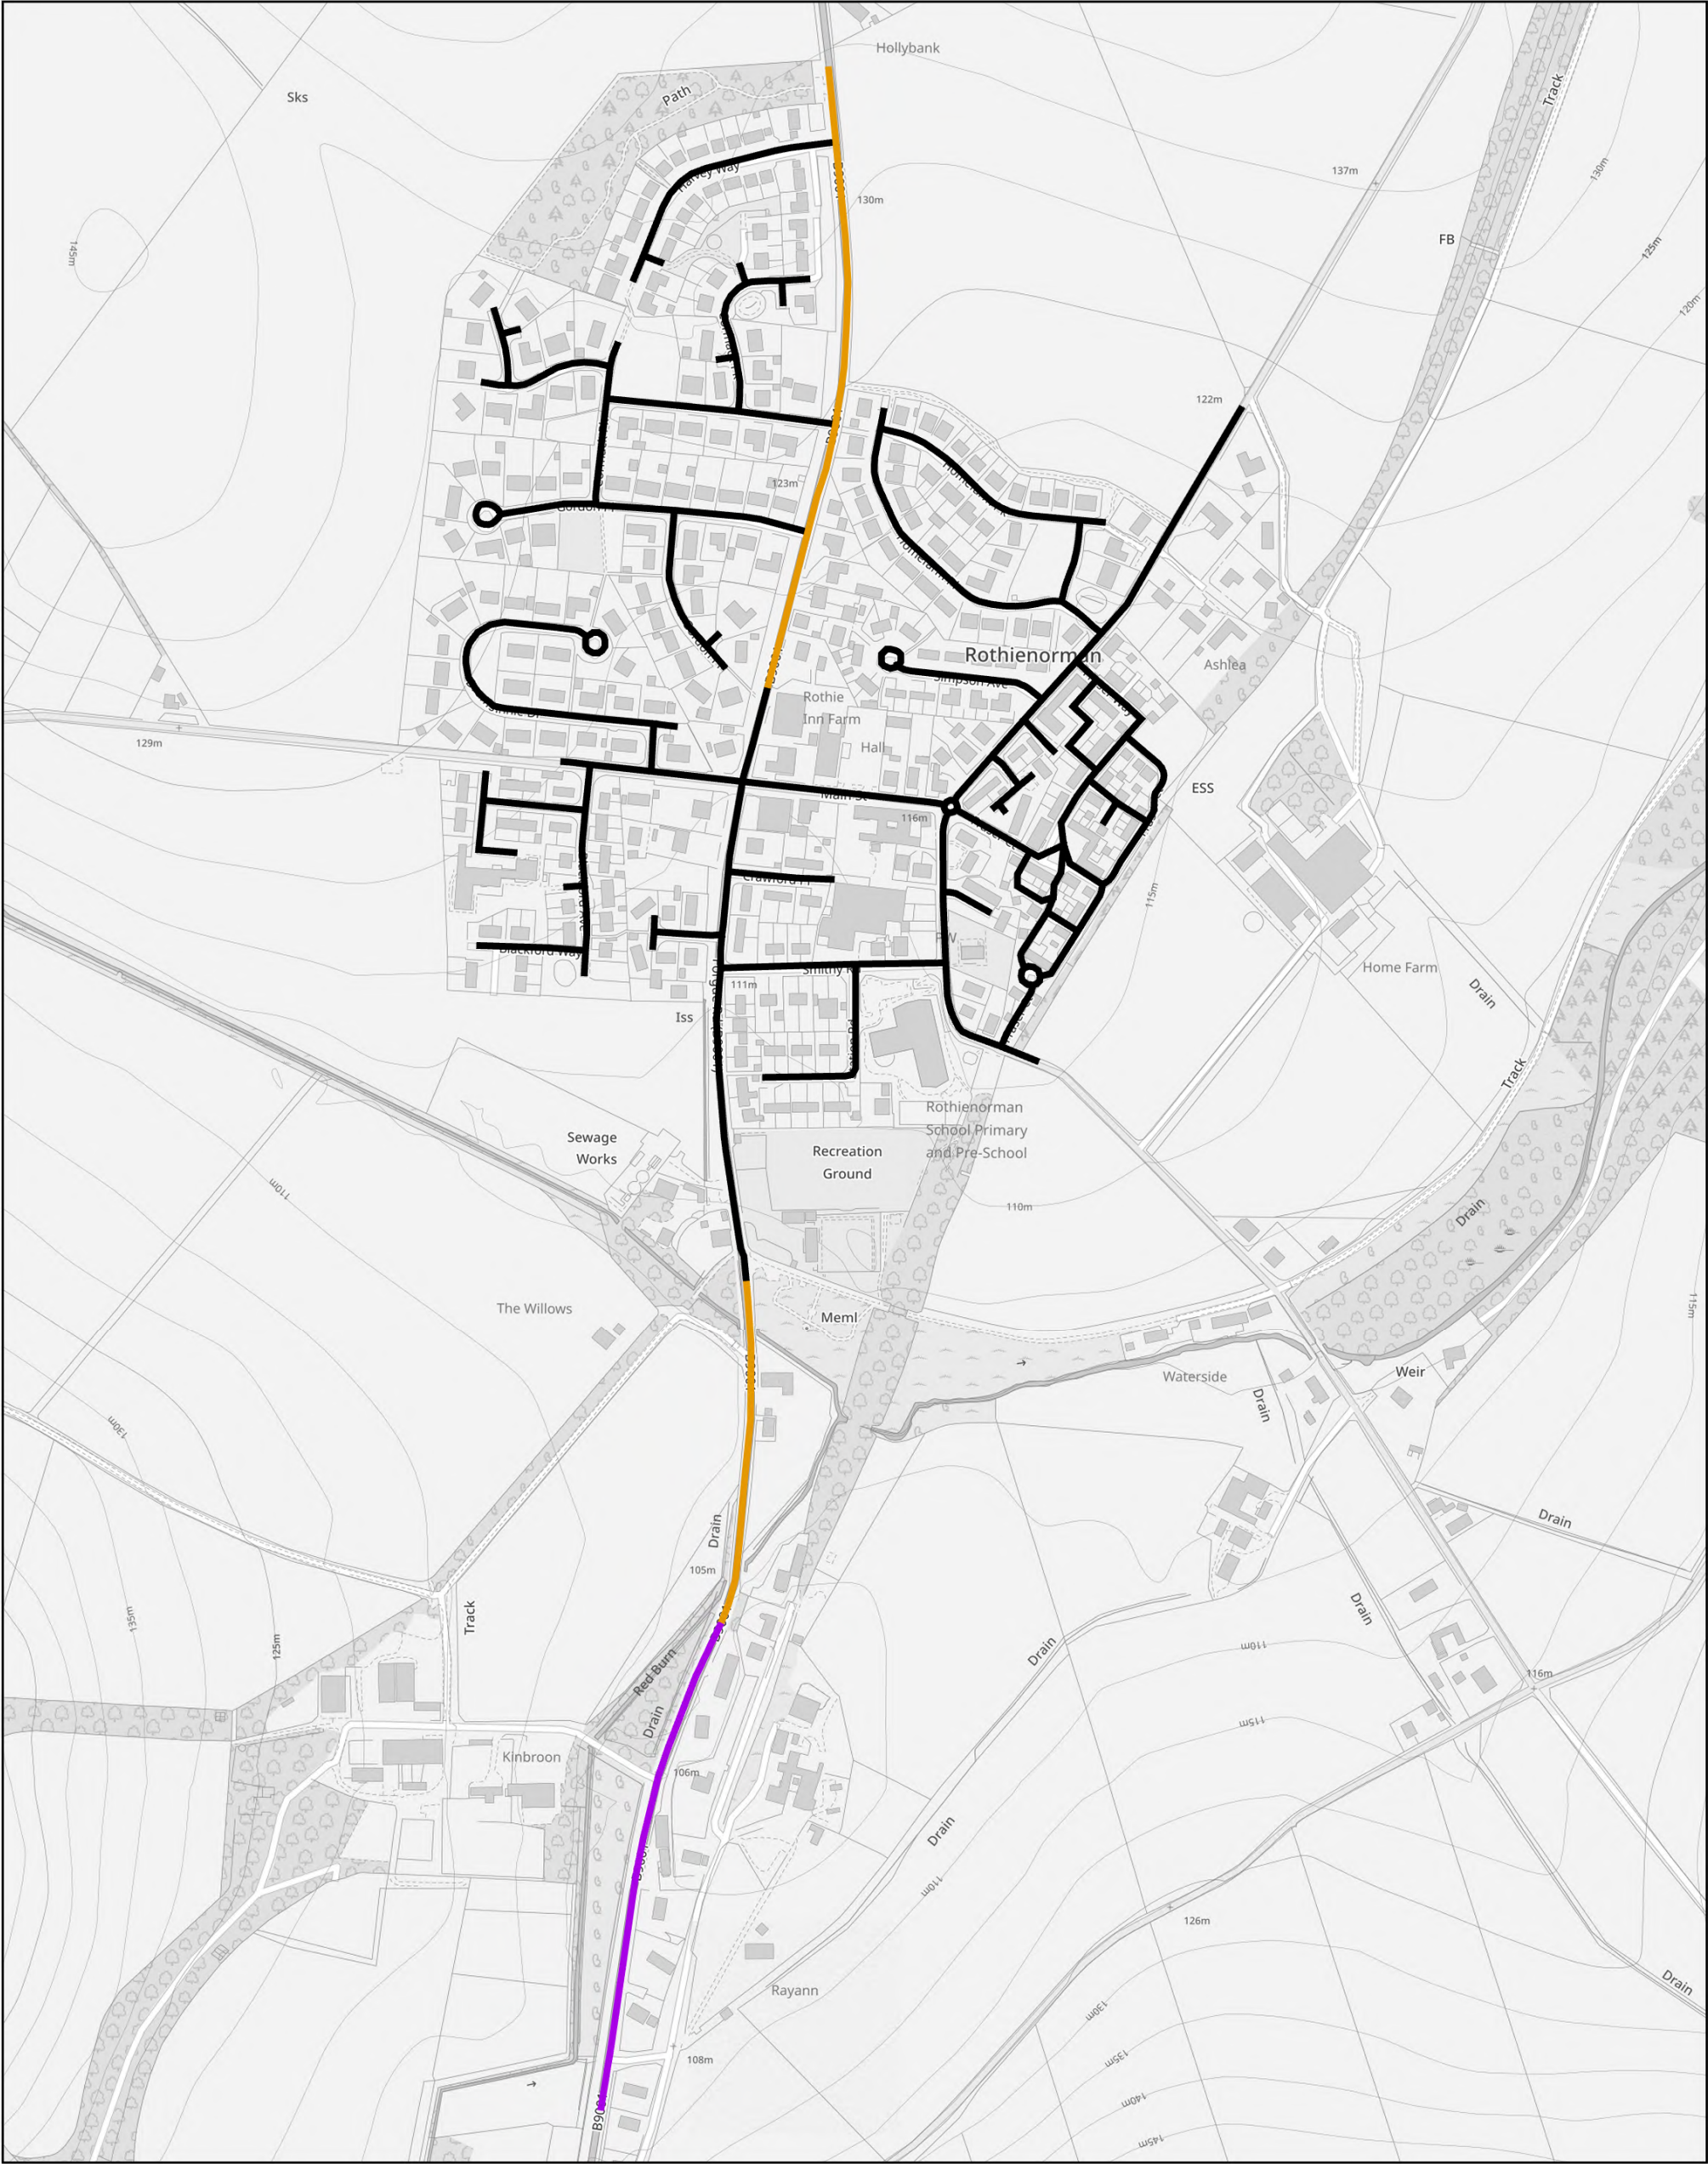 Hollybank
Sks
Path
Track
Harvey Way
130m
137m
130m
FB
125m
145m
120m
122m
123m
Gordon Pl
Simpson Ave
Rothienorman
Ashlea
Rothie
Inn Farm
Hall
129m
Main St
116m
ESS
Crawford Pl
115m
Blackford Ave
Blackford Way
Smithy Rd
111m
Iss
Home Farm
Drain
Track
Sewage
Works
Recreation
Ground
Rothienorman
School Primary
and Pre-School
110m
110m
Drain
The Willows
Meml
115m
Waterside
Weir
Drain
130m
Drain
105m
Drain
Drain
135m
125m
Track
Drain
110m
116m
Red Burn
Drain
115m
Kinbroon
106m
Drain
110m
126m
Rayann
Drain
130m
108m
135m
140m
B9001
145m